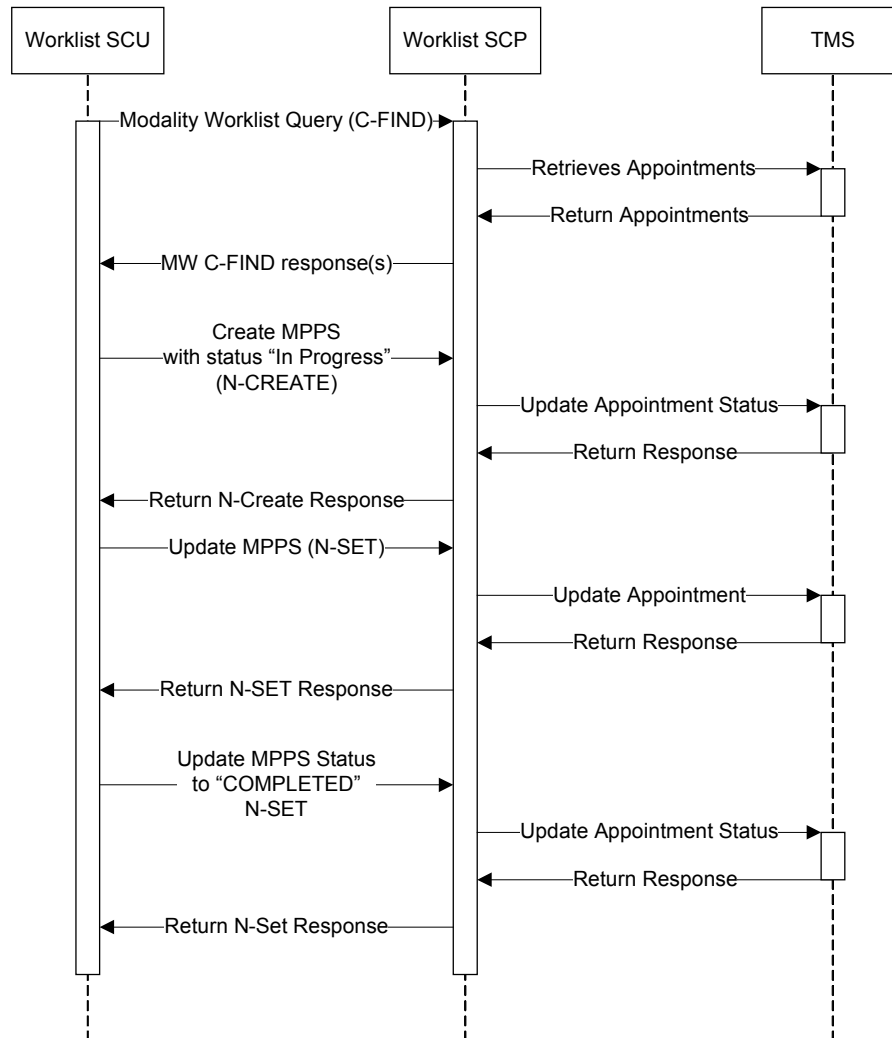 Worklist SCU
Worklist SCP
TMS
Modality Worklist Query (C-FIND)
Retrieves Appointments
Return Appointments
MW C-FIND response(s)
Create MPPS
with status “In Progress”
(N-CREATE)
Update Appointment Status
Return Response
Return N-Create Response
Update MPPS (N-SET)
Update Appointment
Return Response
Return N-SET Response
Update MPPS Status
to “COMPLETED”
N-SET
Update Appointment Status
Return Response
Return N-Set Response